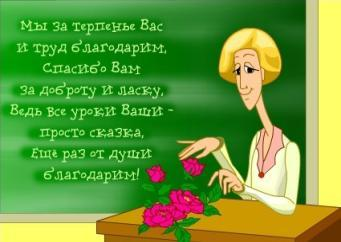 Мы за терпенье Вас
и труд благодарим,
Спасибо Вам
за доброту и ласку,
Ведь все уроки Ваши -
просто сказка,
Ещё раз от души
благодарим!